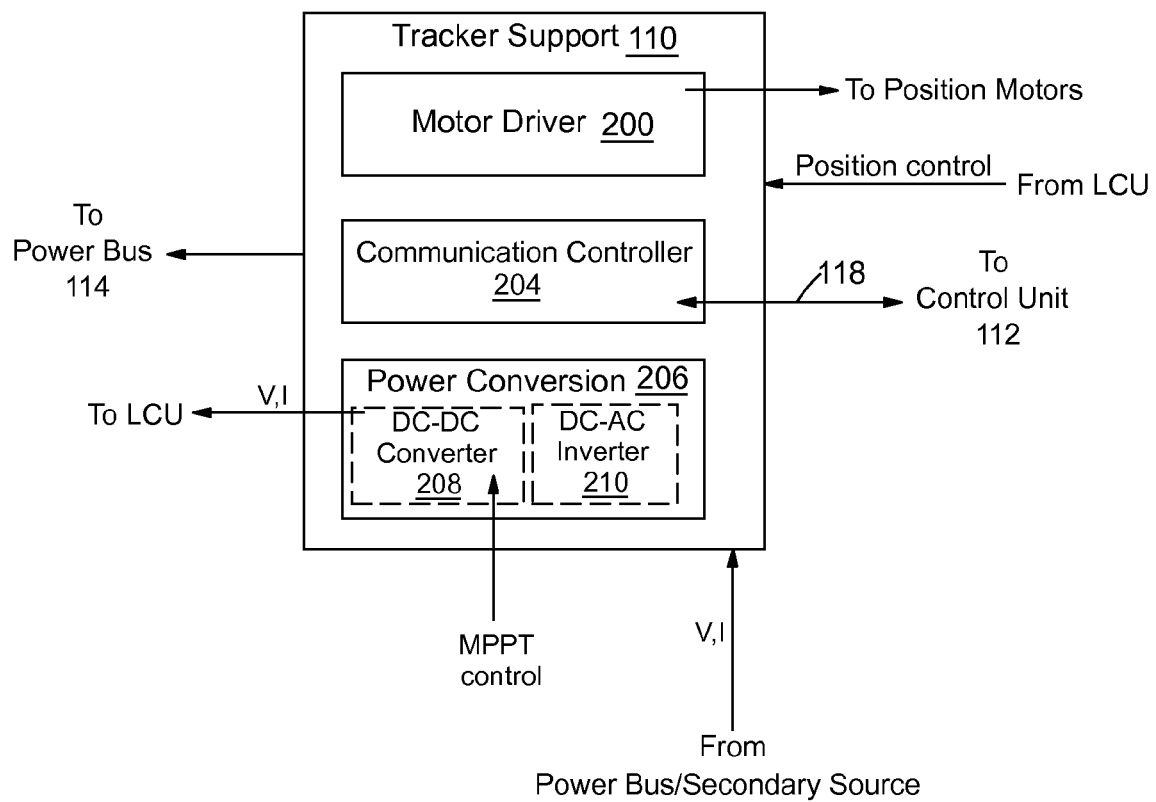 Tracker Support 110
Motor Driver 200
To Position Motors
Position control
From LCU
To
Power Bus
114
Communication Controller
204
118
To
Control Unit
112
Power Conversion 206
V,I
To LCU
DC-DC
Converter
208
DC-AC
Inverter
210
MPPT
control
V,I
From
Power Bus/Secondary Source